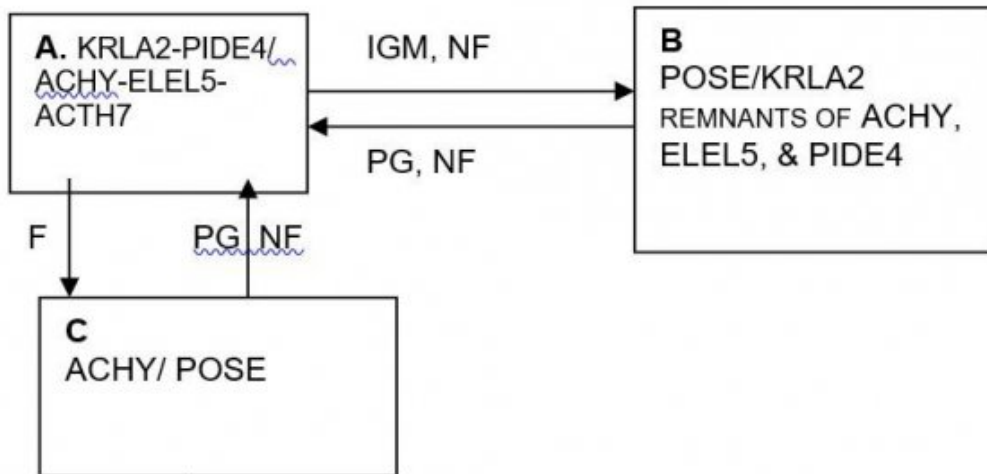 A. KRLA2-PIDE4/
ACHY-ELEL5-
ACTH7
IGM, NF
PG, NF
B
POSE/KRLA2
REMNANTS OF ACHY,
ELEL5, & PIDE4
F
PG NF
C
ACHY/ POSE